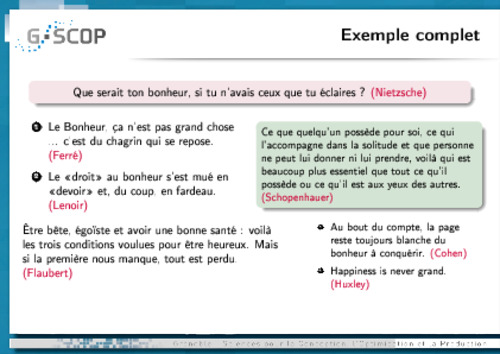 G·SCOP
Exemple complet
Que serait ton bonheur, si tu n'avais ceux que tu éclaires ? (Nietzsche)
1 Le Bonheur, ça n'est pas grand chose
... c'est du chagrin qui se repose.
(Ferré)
2 Le «droit» au bonheur s'est mué en
«devoir» et, du coup, en fardeau.
(Lenoir)
Être bête, égoïste et avoir une bonne santé : voilà
les trois conditions voulues pour être heureux. Mais
si la première nous manque, tout est perdu.
(Flaubert)
Ce que quelqu'un possède pour soi, ce qui
l'accompagne dans la solitude et que personne
ne peut lui donner ni lui prendre, voilà qui est
beaucoup plus essentiel que tout ce qu'il
possède ou ce qu'il est aux yeux des autres.
(Schopenhauer)
Au bout du compte, la page
reste toujours blanche du
bonheur à conquérir. (Cohen)
Happiness is never grand.
(Huxley)
Grenoble - Sciences pour la Conception, l'Optimisation et la Production